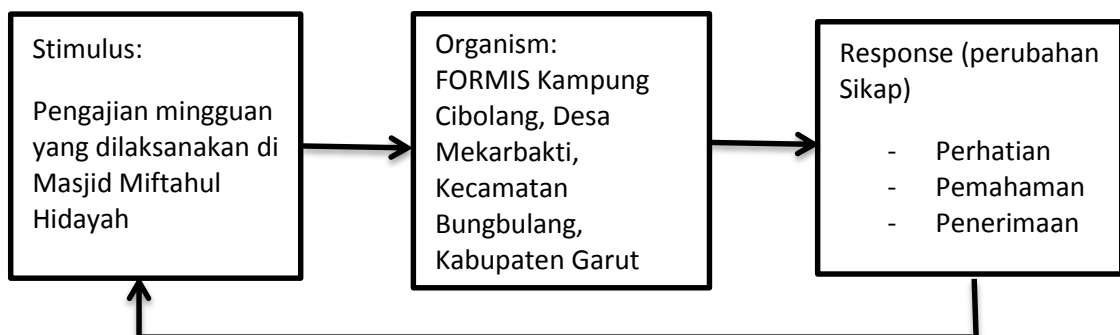 Stimulus:
Pengajian mingguan
yang dilaksanakan di
Masjid Miftahul
Hidayah
Organism:
FORMIS Kampung
Cibolang, Desa
Mekarbakti,
Kecamatan
Bungbulang,
Kabupaten Garut
Response (perubahan
Sikap)
- Perhatian
- Pemahaman
- Penerimaan